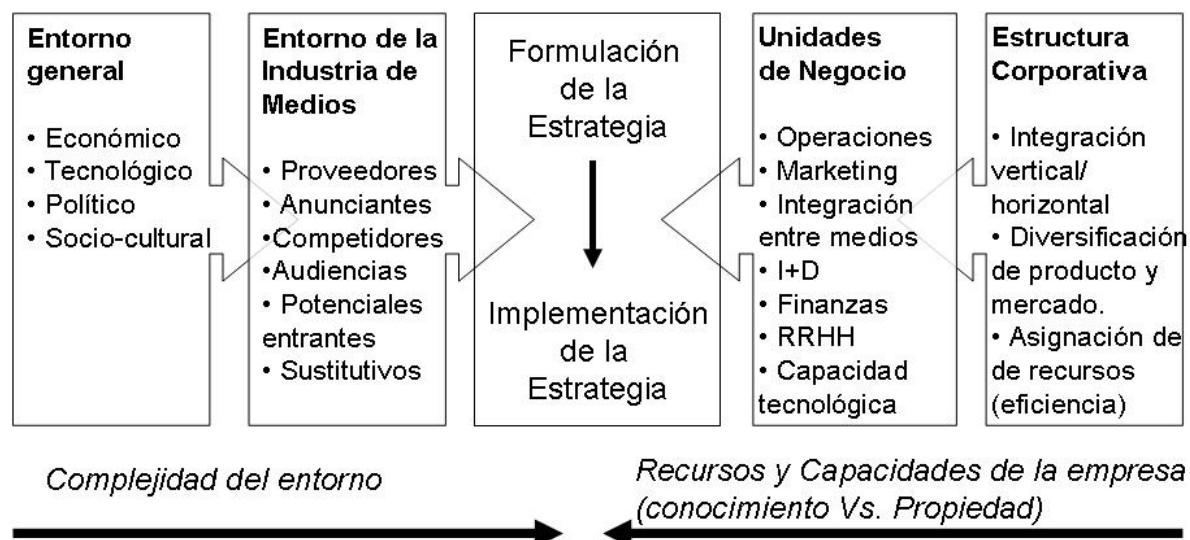 Entorno
general
• Económico
• Tecnológico
• Político
• Socio-cultural
Entorno de la
Industria de
Medios
• Proveedores
• Anunciantes
•Competidores
•Audiencias
• Potenciales
entrantes
• Sustitutivos
Formulación
de la
Estrategia
Implementación
de la
Estrategia
Unidades
de Negocio
• Operaciones
• Marketing
• Integración
entre medios
• I+D
• Finanzas
• RRHH
• Capacidad
tecnológica
Estructura
Corporativa
• Integración
vertical/
horizontal
• Diversificación
de producto y
mercado.
• Asignación de
de recursos
(eficiencia)
Complejidad del entorno
Recursos y Capacidades de la empresa
(conocimiento Vs. Propiedad)